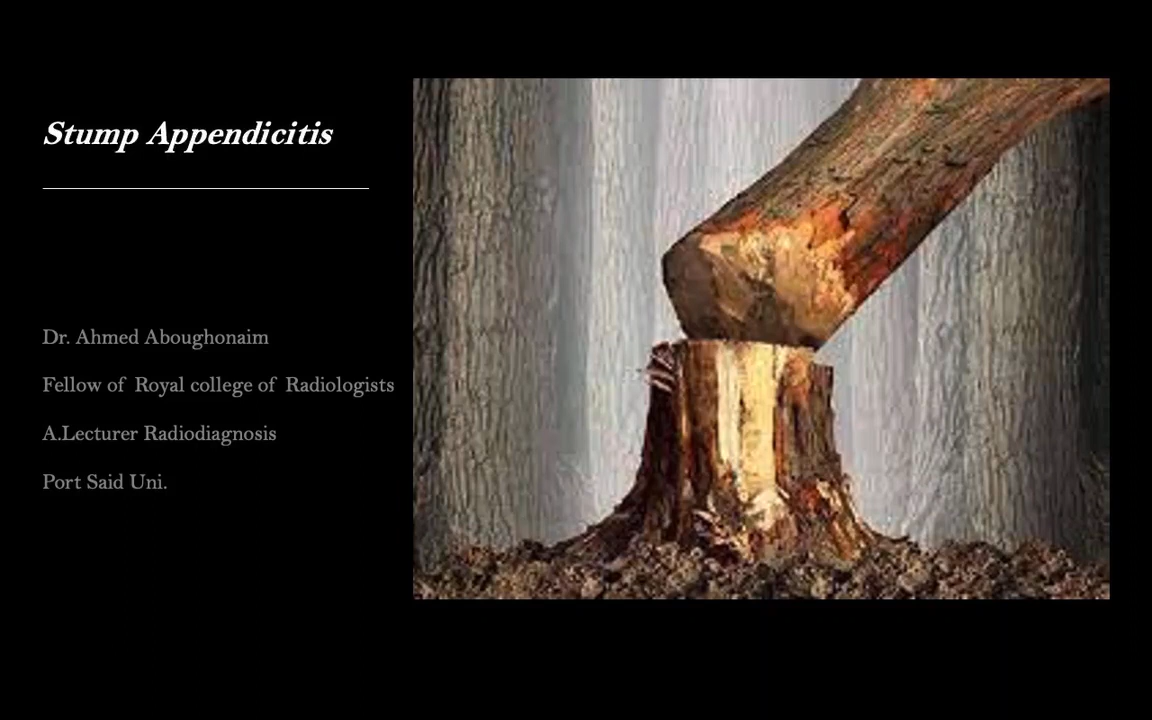 Stump Appendicitis
Dr. Ahmed Aboughonaim
Fellow of Royal college of Radiologists
A.Lecturer Radiodiagnosis
Port Said Uni.